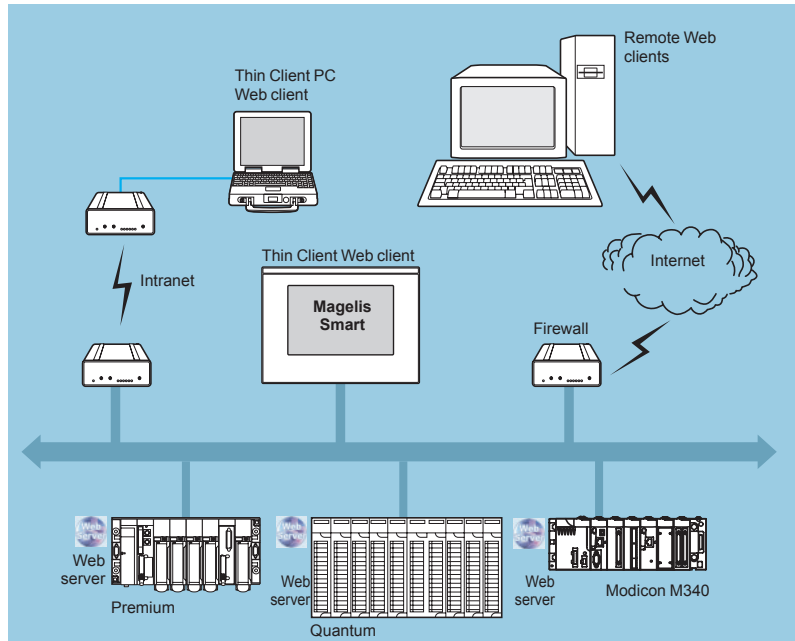 Remote Web
clients
Thin Client PC
Web client
Thin Client Web client
Internet
Intranet
Magelis
Smart
Firewall
Web
Server
Web
server
Premium
Web
Server
Web
server
Quantum
Web
Server
Web
server
Modicon M340